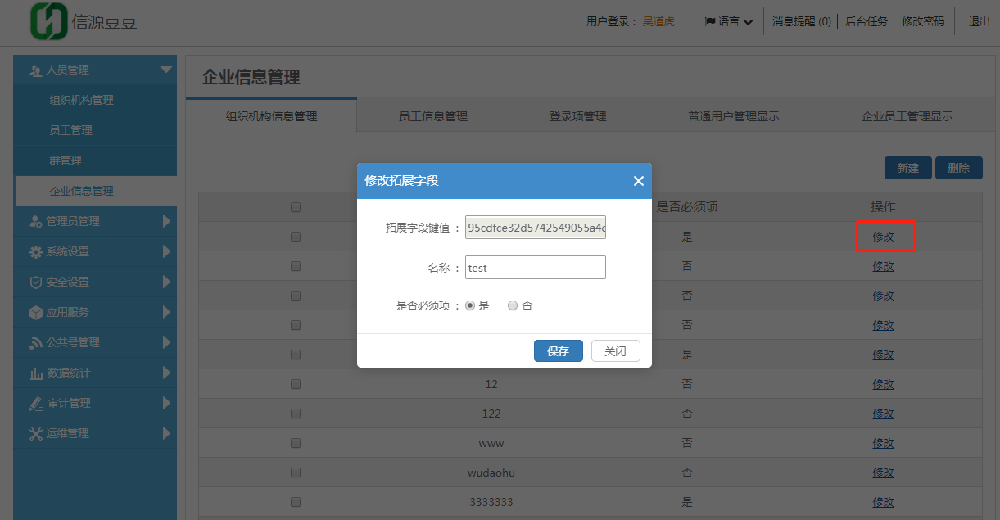 信源豆豆
用户登录： 吴道虎 语言 消息提醒 (0) 后台任务 修改密码 退出
人员管理
组织机构管理
员工管理
群管理
企业信息管理
管理员管理
系统设置
安全设置
应用服务
公共号管理
数据统计
审计管理
运维管理
企业信息管理
组织机构信息管理 员工信息管理 登录项管理 普通用户管理显示 企业员工管理显示
新建 删除
是否必须项 操作
是 修改
否 修改
否 修改
否 修改
是 修改
12 否 修改
122 否 修改
www 否 修改
wudaohu 否 修改
3333333 是 修改
修改拓展字段
拓展字段键值： 95cdfce32d5742549055a4c
名称： test
是否必须项： 是 否
保存 关闭